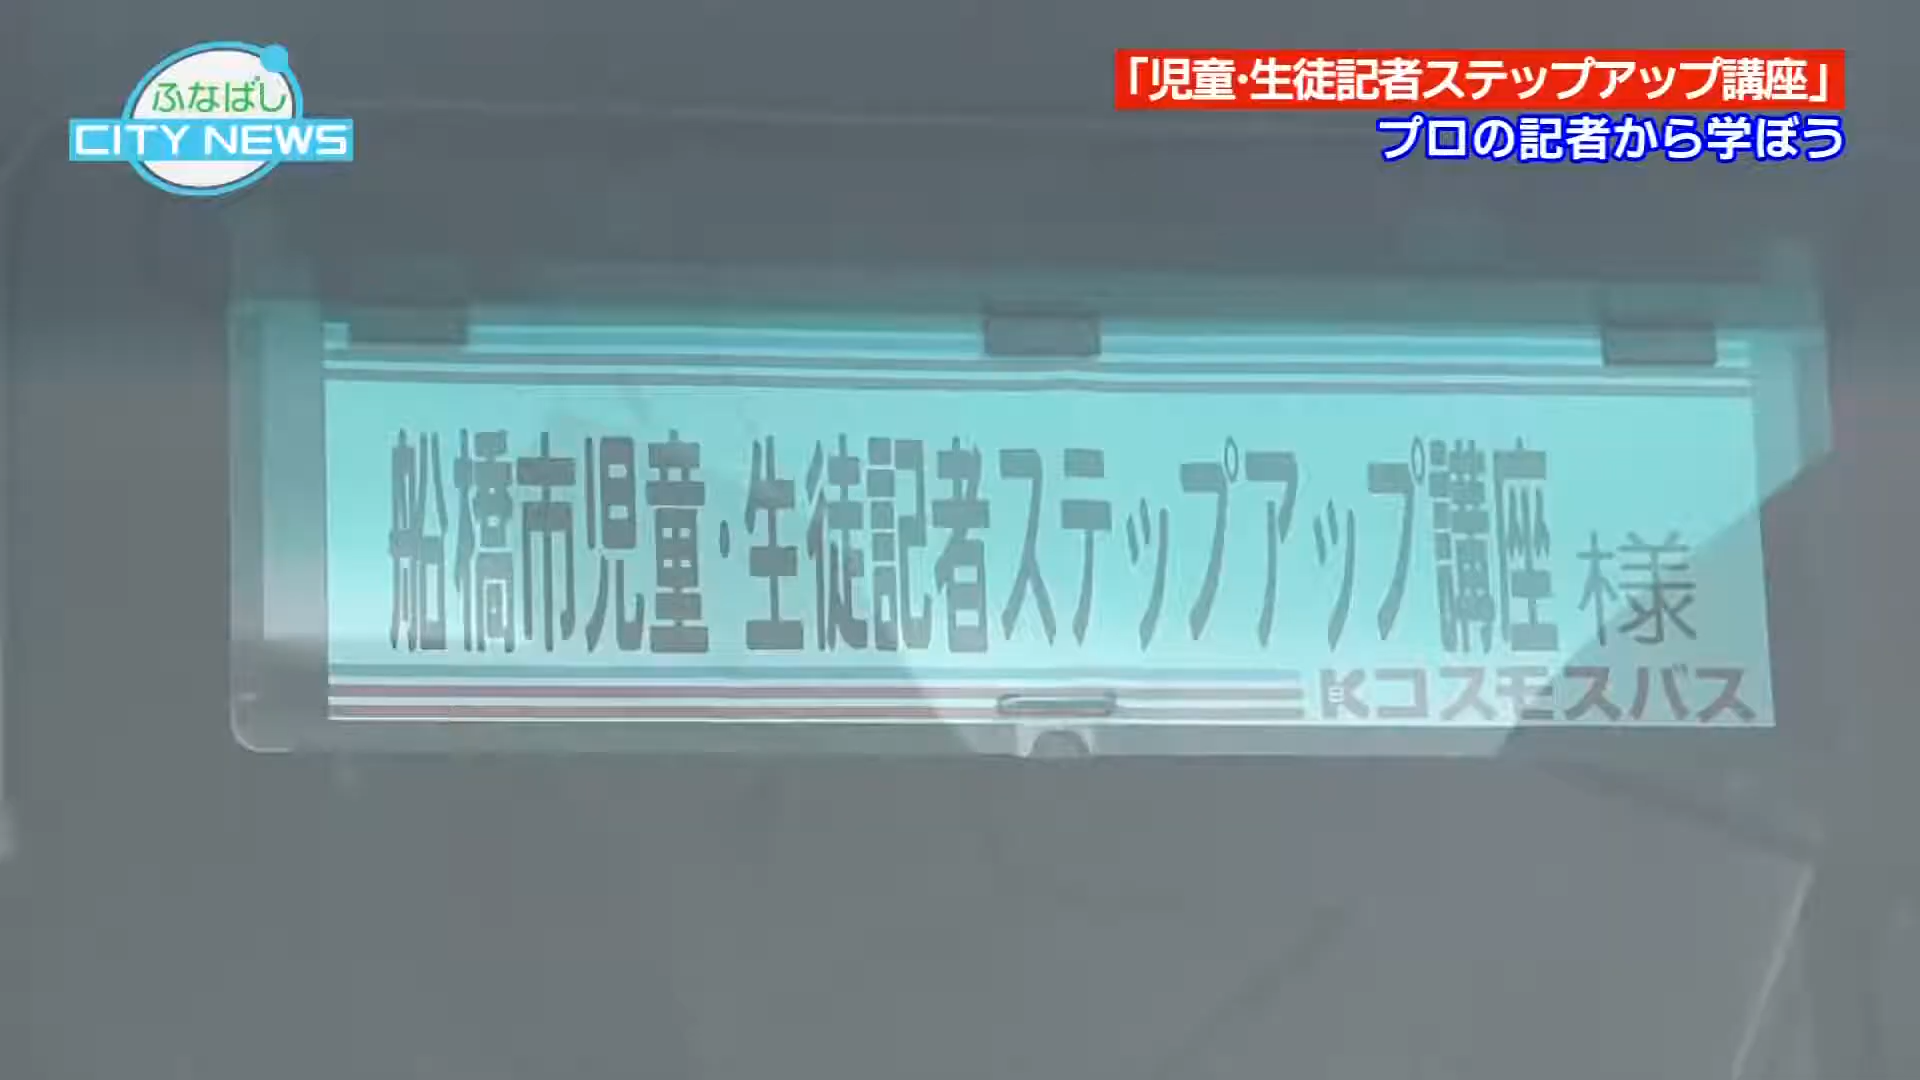 ふなばし
CITY NEWS
「児童・生徒記者ステップアップ講座」
プロの記者から学ぼう
船橋市児童・生徒記者ステップアップ講座 様
Kコスモスバス